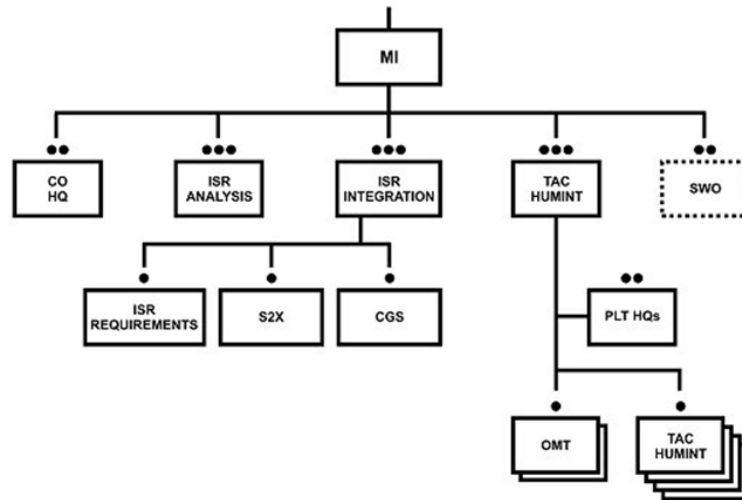 MI
CO
HQ
ISR
ANALYSIS
ISR
INTEGRATION
TAC
HUMINT
SWO
ISR
REQUIREMENTS
S2X
CGS
PLT HQs
OMT
TAC
HUMINT